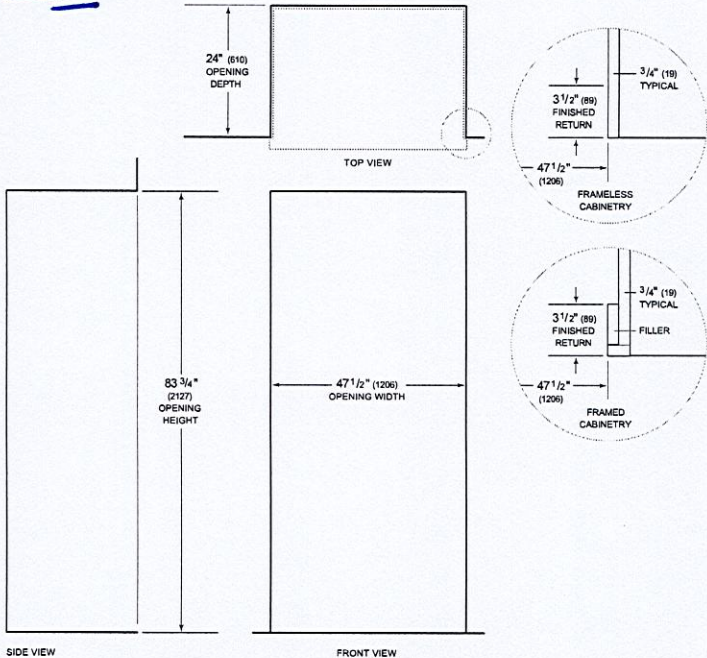 24" (610)
OPENING
DEPTH
TOP VIEW
3/4" (19)
TYPICAL
3 1/2" (89)
FINISHED
RETURN
47 1/2"
(1206)
FRAMELESS
CABINETRY
3/4" (19)
TYPICAL
3 1/2" (89)
FINISHED
RETURN
FILLER
47 1/2"
(1206)
FRAMED
CABINETRY
83 3/4"
(2127)
OPENING
HEIGHT
47 1/2" (1206)
OPENING WIDTH
SIDE VIEW
FRONT VIEW